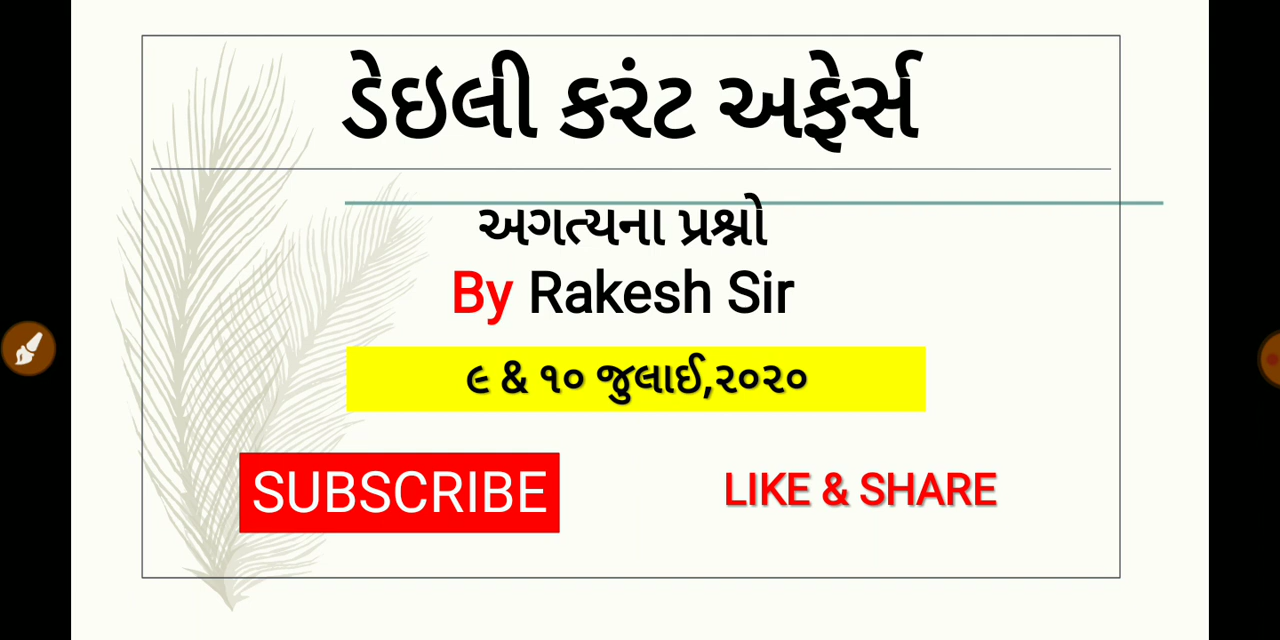 ડેઇલી કરંટ અફેર્સ
અગત્યના પ્રશ્નો
By Rakesh Sir
૯ & ૧૦ જુલાઈ,૨૦૨૦
SUBSCRIBE
LIKE & SHARE